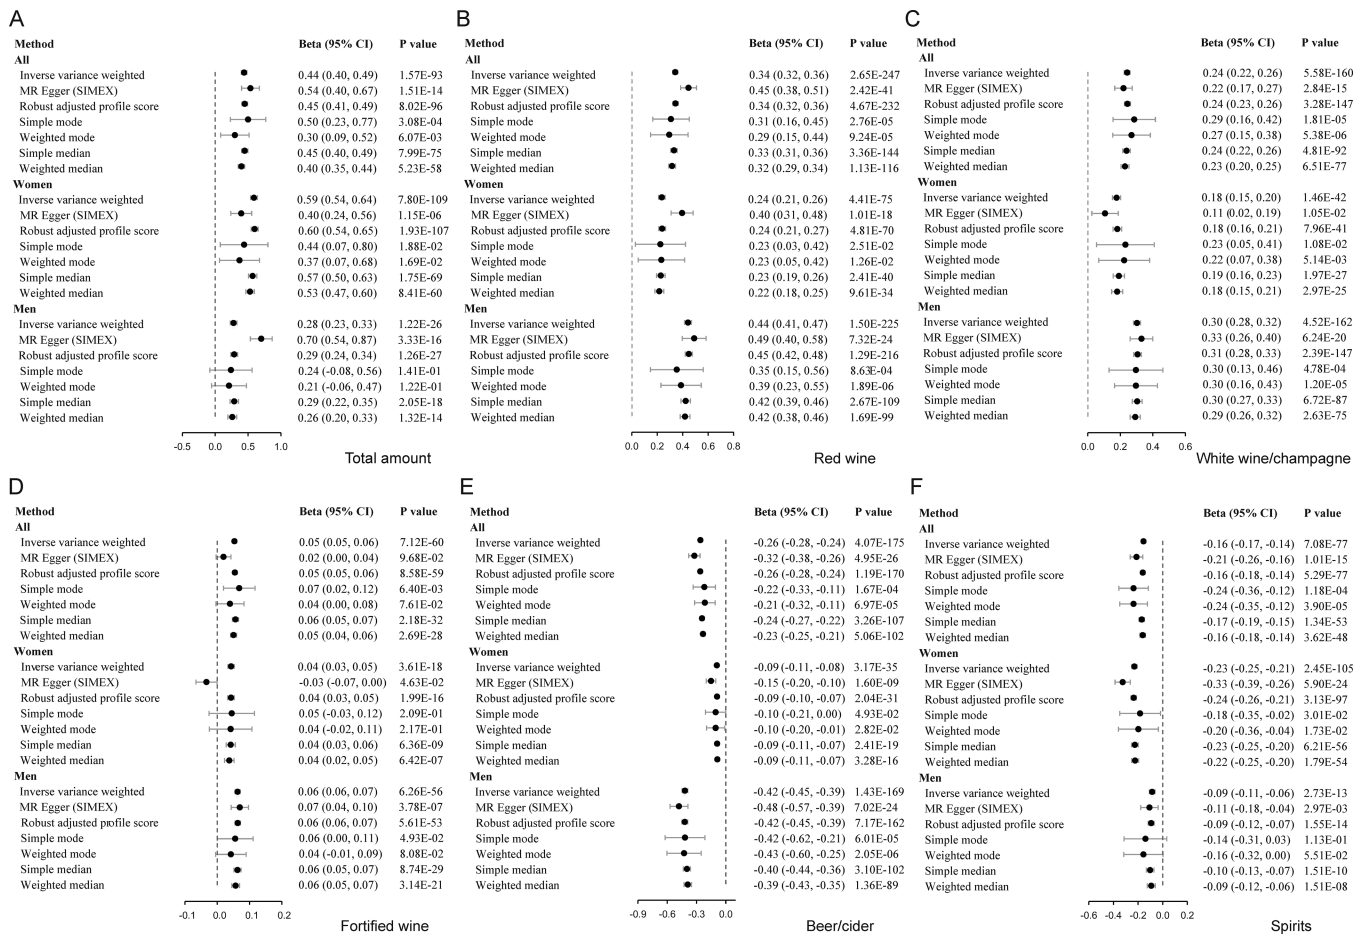 A
Method Beta (95% CI) P value
All
Inverse variance weighted 0.44 (0.40, 0.49) 1.57E-93
MR Egger (SIMEX) 0.54 (0.40, 0.67) 1.51E-14
Robust adjusted profile score 0.45 (0.41, 0.49) 8.02E-96
Simple mode 0.50 (0.23, 0.77) 3.08E-04
Weighted mode 0.30 (0.09, 0.52) 6.07E-03
Simple median 0.45 (0.40, 0.49) 7.99E-75
Weighted median 0.40 (0.35, 0.44) 5.23E-58
Women
Inverse variance weighted 0.59 (0.54, 0.64) 7.80E-109
MR Egger (SIMEX) 0.40 (0.24, 0.56) 1.15E-06
Robust adjusted profile score 0.60 (0.54, 0.65) 1.93E-107
Simple mode 0.44 (0.07, 0.80) 1.88E-02
Weighted mode 0.37 (0.07, 0.68) 1.69E-02
Simple median 0.57 (0.50, 0.63) 1.75E-69
Weighted median 0.53 (0.47, 0.60) 8.41E-60
Men
Inverse variance weighted 0.28 (0.23, 0.33) 1.22E-26
MR Egger (SIMEX) 0.70 (0.54, 0.87) 3.33E-16
Robust adjusted profile score 0.29 (0.24, 0.34) 1.26E-27
Simple mode 0.24 (-0.08, 0.56) 1.41E-01
Weighted mode 0.21 (-0.06, 0.47) 1.22E-01
Simple median 0.29 (0.22, 0.35) 2.05E-18
Weighted median 0.26 (0.20, 0.33) 1.32E-14
-0.5 0.0 0.5 1.0
Total amount
B
Method Beta (95% CI) P value
All
Inverse variance weighted 0.34 (0.32, 0.36) 2.65E-247
MR Egger (SIMEX) 0.45 (0.38, 0.51) 2.42E-41
Robust adjusted profile score 0.34 (0.32, 0.36) 4.67E-232
Simple mode 0.31 (0.16, 0.45) 2.76E-05
Weighted mode 0.29 (0.15, 0.44) 9.24E-05
Simple median 0.33 (0.31, 0.36) 3.36E-144
Weighted median 0.32 (0.29, 0.34) 1.13E-116
Women
Inverse variance weighted 0.24 (0.21, 0.26) 4.41E-75
MR Egger (SIMEX) 0.40 (0.31, 0.48) 1.01E-18
Robust adjusted profile score 0.24 (0.21, 0.27) 4.81E-70
Simple mode 0.23 (0.03, 0.42) 2.51E-02
Weighted mode 0.23 (0.05, 0.42) 1.26E-02
Simple median 0.23 (0.19, 0.26) 2.41E-40
Weighted median 0.22 (0.18, 0.25) 9.61E-34
Men
Inverse variance weighted 0.44 (0.41, 0.47) 1.50E-225
MR Egger (SIMEX) 0.49 (0.40, 0.58) 7.32E-24
Robust adjusted profile score 0.45 (0.42, 0.48) 1.29E-216
Simple mode 0.35 (0.15, 0.56) 8.63E-04
Weighted mode 0.39 (0.23, 0.55) 1.89E-06
Simple median 0.42 (0.39, 0.46) 2.67E-109
Weighted median 0.42 (0.38, 0.46) 1.69E-99
0.0 0.2 0.4 0.6 0.8
Red wine
C
Method Beta (95% CI) P value
All
Inverse variance weighted 0.24 (0.22, 0.26) 5.58E-160
MR Egger (SIMEX) 0.22 (0.17, 0.27) 2.84E-15
Robust adjusted profile score 0.24 (0.23, 0.26) 3.28E-147
Simple mode 0.29 (0.16, 0.42) 1.81E-05
Weighted mode 0.27 (0.15, 0.38) 5.38E-06
Simple median 0.24 (0.22, 0.26) 4.81E-92
Weighted median 0.23 (0.20, 0.25) 6.51E-77
Women
Inverse variance weighted 0.18 (0.15, 0.20) 1.46E-42
MR Egger (SIMEX) 0.11 (0.02, 0.19) 1.05E-02
Robust adjusted profile score 0.18 (0.16, 0.21) 7.96E-41
Simple mode 0.23 (0.05, 0.41) 1.08E-02
Weighted mode 0.22 (0.07, 0.38) 5.14E-03
Simple median 0.19 (0.16, 0.23) 1.97E-27
Weighted median 0.18 (0.15, 0.21) 2.97E-25
Men
Inverse variance weighted 0.30 (0.28, 0.32) 4.52E-162
MR Egger (SIMEX) 0.33 (0.26, 0.40) 6.24E-20
Robust adjusted profile score 0.31 (0.28, 0.33) 2.39E-147
Simple mode 0.30 (0.13, 0.46) 4.78E-04
Weighted mode 0.30 (0.16, 0.43) 1.20E-05
Simple median 0.30 (0.27, 0.33) 6.72E-87
Weighted median 0.29 (0.26, 0.32) 2.63E-75
0.0 0.2 0.4 0.6
White wine/champagne
D
Method Beta (95% CI) P value
All
Inverse variance weighted 0.05 (0.05, 0.06) 7.12E-60
MR Egger (SIMEX) 0.02 (0.00, 0.04) 9.68E-02
Robust adjusted profile score 0.05 (0.05, 0.06) 8.58E-59
Simple mode 0.07 (0.02, 0.12) 6.40E-03
Weighted mode 0.04 (0.00, 0.08) 7.61E-02
Simple median 0.06 (0.05, 0.07) 2.18E-32
Weighted median 0.05 (0.04, 0.06) 2.69E-28
Women
Inverse variance weighted 0.04 (0.03, 0.05) 3.61E-18
MR Egger (SIMEX) -0.03 (-0.07, 0.00) 4.63E-02
Robust adjusted profile score 0.04 (0.03, 0.05) 1.99E-16
Simple mode 0.05 (-0.03, 0.12) 2.09E-01
Weighted mode 0.04 (-0.02, 0.11) 2.17E-01
Simple median 0.04 (0.03, 0.06) 6.36E-09
Weighted median 0.04 (0.02, 0.05) 6.42E-07
Men
Inverse variance weighted 0.06 (0.06, 0.07) 6.26E-56
MR Egger (SIMEX) 0.07 (0.04, 0.10) 3.78E-07
Robust adjusted profile score 0.06 (0.06, 0.07) 5.61E-53
Simple mode 0.06 (0.00, 0.11) 4.93E-02
Weighted mode 0.04 (-0.01, 0.09) 8.08E-02
Simple median 0.06 (0.05, 0.07) 8.74E-29
Weighted median 0.06 (0.05, 0.07) 3.14E-21
-0.1 0.0 0.1 0.2
Fortified wine
E
Method Beta (95% CI) P value
All
Inverse variance weighted -0.26 (-0.28, -0.24) 4.07E-175
MR Egger (SIMEX) -0.32 (-0.38, -0.26) 4.95E-26
Robust adjusted profile score -0.26 (-0.28, -0.24) 1.19E-170
Simple mode -0.22 (-0.33, -0.11) 1.67E-04
Weighted mode -0.21 (-0.32, -0.11) 6.97E-05
Simple median -0.24 (-0.27, -0.22) 3.26E-107
Weighted median -0.23 (-0.25, -0.21) 5.06E-102
Women
Inverse variance weighted -0.09 (-0.11, -0.08) 3.17E-35
MR Egger (SIMEX) -0.15 (-0.20, -0.10) 1.60E-09
Robust adjusted profile score -0.09 (-0.10, -0.07) 2.04E-31
Simple mode -0.10 (-0.21, 0.00) 4.93E-02
Weighted mode -0.10 (-0.20, -0.01) 2.82E-02
Simple median -0.09 (-0.11, -0.07) 2.41E-19
Weighted median -0.09 (-0.11, -0.07) 3.28E-16
Men
Inverse variance weighted -0.42 (-0.45, -0.39) 1.43E-169
MR Egger (SIMEX) -0.48 (-0.57, -0.39) 7.02E-24
Robust adjusted profile score -0.42 (-0.45, -0.39) 7.17E-162
Simple mode -0.42 (-0.62, -0.21) 6.01E-05
Weighted mode -0.43 (-0.60, -0.25) 2.05E-06
Simple median -0.40 (-0.44, -0.36) 3.10E-102
Weighted median -0.39 (-0.43, -0.35) 1.36E-89
-0.9 -0.6 -0.3 0.0
Beer/cider
F
Method Beta (95% CI) P value
All
Inverse variance weighted -0.16 (-0.17, -0.14) 7.08E-77
MR Egger (SIMEX) -0.21 (-0.26, -0.16) 1.01E-15
Robust adjusted profile score -0.16 (-0.18, -0.14) 5.29E-77
Simple mode -0.24 (-0.36, -0.12) 1.18E-04
Weighted mode -0.24 (-0.35, -0.12) 3.90E-05
Simple median -0.17 (-0.19, -0.15) 1.34E-53
Weighted median -0.16 (-0.18, -0.14) 3.62E-48
Women
Inverse variance weighted -0.23 (-0.25, -0.21) 2.45E-105
MR Egger (SIMEX) -0.33 (-0.39, -0.26) 5.90E-24
Robust adjusted profile score -0.24 (-0.26, -0.21) 3.13E-97
Simple mode -0.18 (-0.35, -0.02) 3.01E-02
Weighted mode -0.20 (-0.36, -0.04) 1.73E-02
Simple median -0.23 (-0.25, -0.20) 6.21E-56
Weighted median -0.22 (-0.25, -0.20) 1.79E-54
Men
Inverse variance weighted -0.09 (-0.11, -0.06) 2.73E-13
MR Egger (SIMEX) -0.11 (-0.18, -0.04) 2.97E-03
Robust adjusted profile score -0.09 (-0.12, -0.07) 1.55E-14
Simple mode -0.14 (-0.31, 0.03) 1.13E-01
Weighted mode -0.16 (-0.32, 0.00) 5.51E-02
Simple median -0.10 (-0.13, -0.07) 1.51E-10
Weighted median -0.09 (-0.12, -0.06) 1.51E-08
-0.6 -0.4 -0.2 0.0 0.2
Spirits